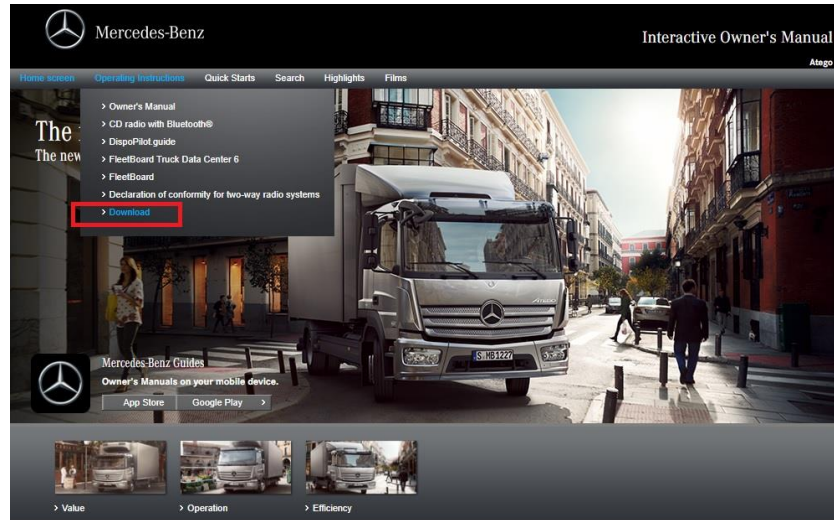 Mercedes-Benz
Interactive Owner's Manual
Atego
Home screen Operating instructions Quick Starts Search Highlights Films
> Owner's Manual
> CD radio with Bluetooth®
> DispoPilot.guide
> FleetBoard Truck Data Center 6
> FleetBoard
> Declaration of conformity for two-way radio systems
> Download
The
The new
ATEGO
S·MB1227
Mercedes-Benz Guides
Owner's Manuals on your mobile device.
App Store Google Play >
> Value > Operation > Efficiency